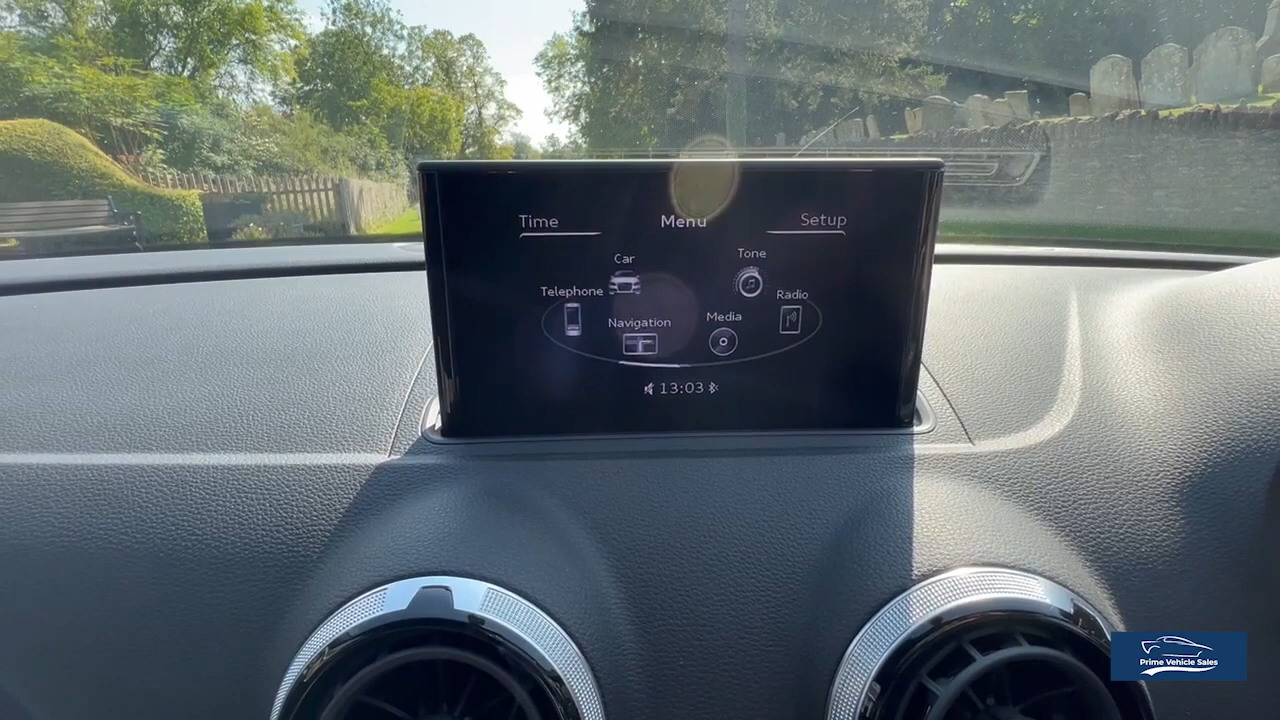 Time Menu Setup
Car Tone
Telephone Radio
Navigation Media
13:03
Prime Vehicle Sales